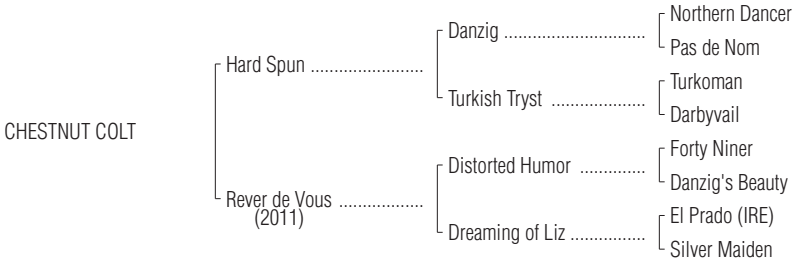 Northern Dancer
Danzig ..............................
Pas de Nom
Hard Spun ........................
Turkoman
Turkish Tryst ....................
Darbyvail
CHESTNUT COLT
Forty Niner
Distorted Humor ..............
Danzig's Beauty
Rever de Vous ..................
(2011)
El Prado (IRE)
Dreaming of Liz ................
Silver Maiden